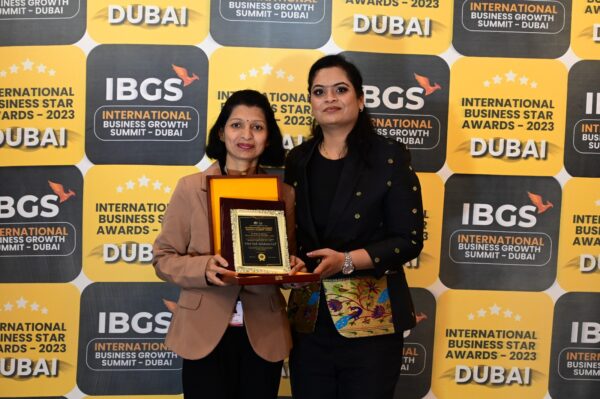 INTERNATIONAL
BUSINESS GROWTH
SUMMIT - DUBAI
DUBAI
INTERNATIONAL
BUSINESS GROWTH
SUMMIT - DUBAI
INTERNATIONAL
BUSINESS STAR
AWARDS - 2023
DUBAI
INTERNATIONAL
BUSINESS GROWTH
SUMMIT - DUBAI
INTERNATIONAL
BUSINESS STAR
AWARDS - 2023
DUBAI
IBGS
INTERNATIONAL
BUSINESS GROWTH
SUMMIT - DUBAI
INTERNATIONAL
IBGS
INTERNATIONAL
BUSINESS GROWTH
SUMMIT - DUBAI
INTERNATIONAL
BUSINESS STAR
AWARDS - 2023
DUBAI
IBGS
INTERNATIONAL
BUSINESS GROWTH
SUMMIT - DUBAI
INTERNATIONAL
BUSINESS STAR
AWARDS - 2023
DUBAI
IBGS
INTERNATIONAL
BUSINESS GROWTH
SUMMIT - DUBAI
INTERNATIONAL
BUSINESS STAR
AWARDS - 2023
DUBAI
IBGS
INTERNATIONAL
BUSINESS GROWTH
SUMMIT - DUBAI
INTERNATIONAL
BUSINESS STAR
AWARDS - 2023
DUBAI
IBGS
INTERNATIONAL
BUSINESS GROWTH
SUMMIT - DUBAI